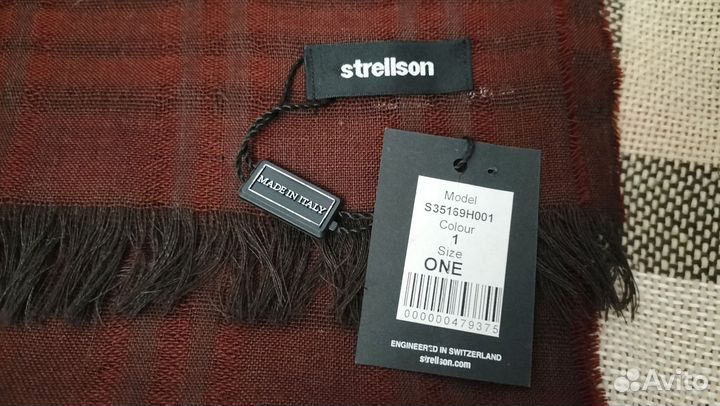 strellson
MADE IN ITALY
Model
S35169H001
Colour
1
Size
ONE
000000479375
ENGINEERED IN SWITZERLAND
strellson.com
Avito